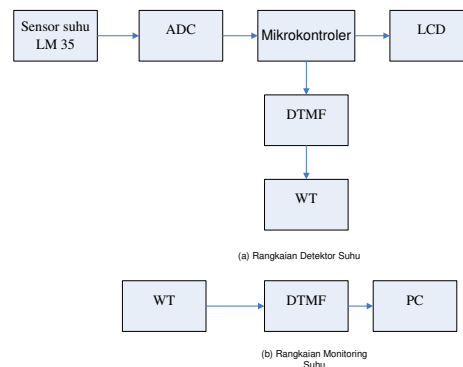 Sensor suhu
LM 35
ADC
Mikrokontroler
LCD
DTMF
WT
(a) Rangkaian Detektor Suhu
WT
DTMF
PC
(b) Rangkaian Monitoring
Suhu